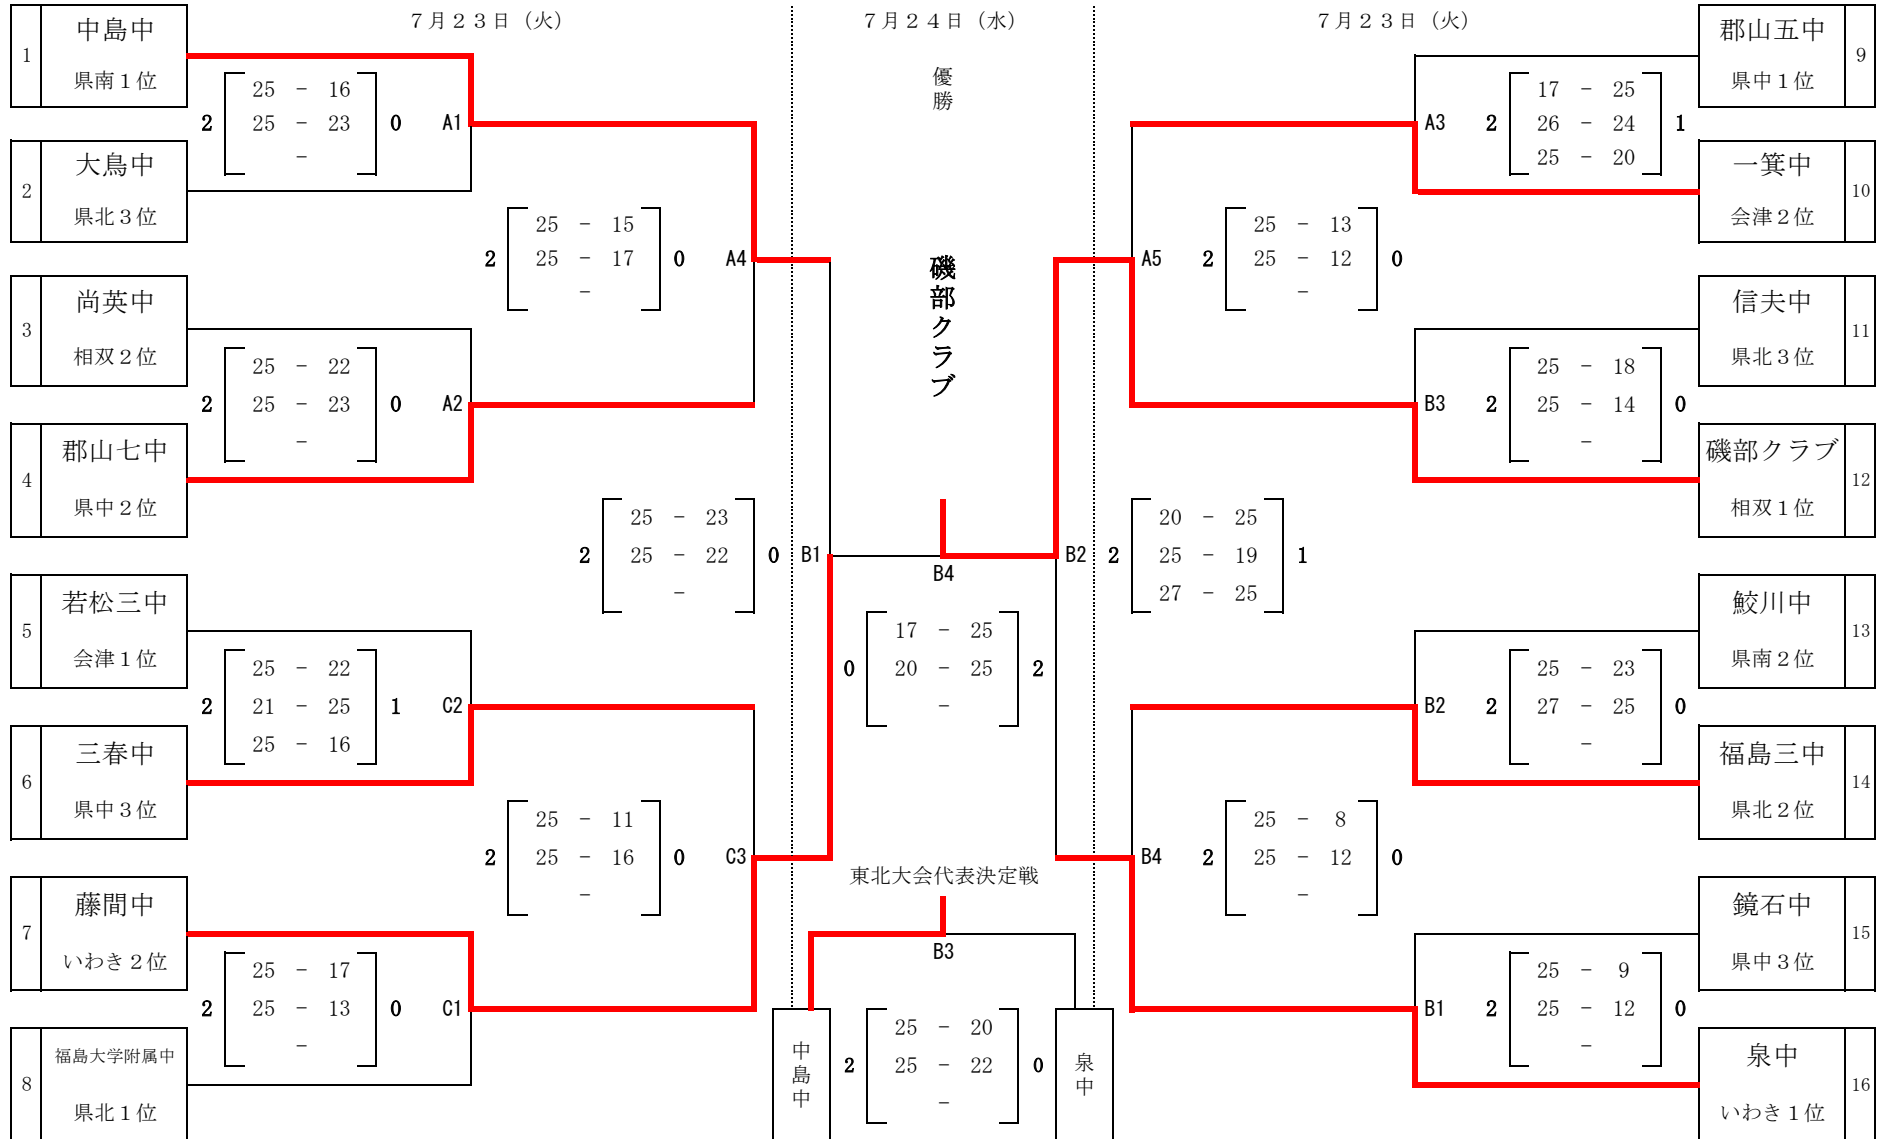 ７月２３日（火）
７月２４日（水）
７月２３日（火）
1
中島中
県南１位
2
大鳥中
県北３位
3
尚英中
相双２位
4
郡山七中
県中２位
5
若松三中
会津１位
6
三春中
県中３位
7
藤間中
いわき２位
8
福島大学附属中
県北１位
25 - 16
2 25 - 23 0 A1
-
25 - 22
2 25 - 23 0 A2
-
25 - 22
2 21 - 25 1 C2
25 - 16
25 - 17
2 25 - 13 0 C1
-
25 - 15
2 25 - 17 0 A4
-
25 - 11
2 25 - 16 0 C3
-
25 - 23
2 25 - 22 0 B1
-
優勝
磯部クラブ
B4
17 - 25
0 20 - 25 2
-
東北大会代表決定戦
B3
中島中
25 - 20
2 25 - 22 0
-
泉中
20 - 25
B2 2 25 - 19 1
27 - 25
25 - 13
A5 2 25 - 12 0
-
25 - 8
B4 2 25 - 12 0
-
17 - 25
A3 2 26 - 24 1
25 - 20
25 - 18
B3 2 25 - 14 0
-
25 - 23
B2 2 27 - 25 0
-
25 - 9
B1 2 25 - 12 0
-
郡山五中
県中１位
9
一箕中
会津２位
10
信夫中
県北３位
11
磯部クラブ
相双１位
12
鮫川中
県南２位
13
福島三中
県北２位
14
鏡石中
県中３位
15
泉中
いわき１位
16